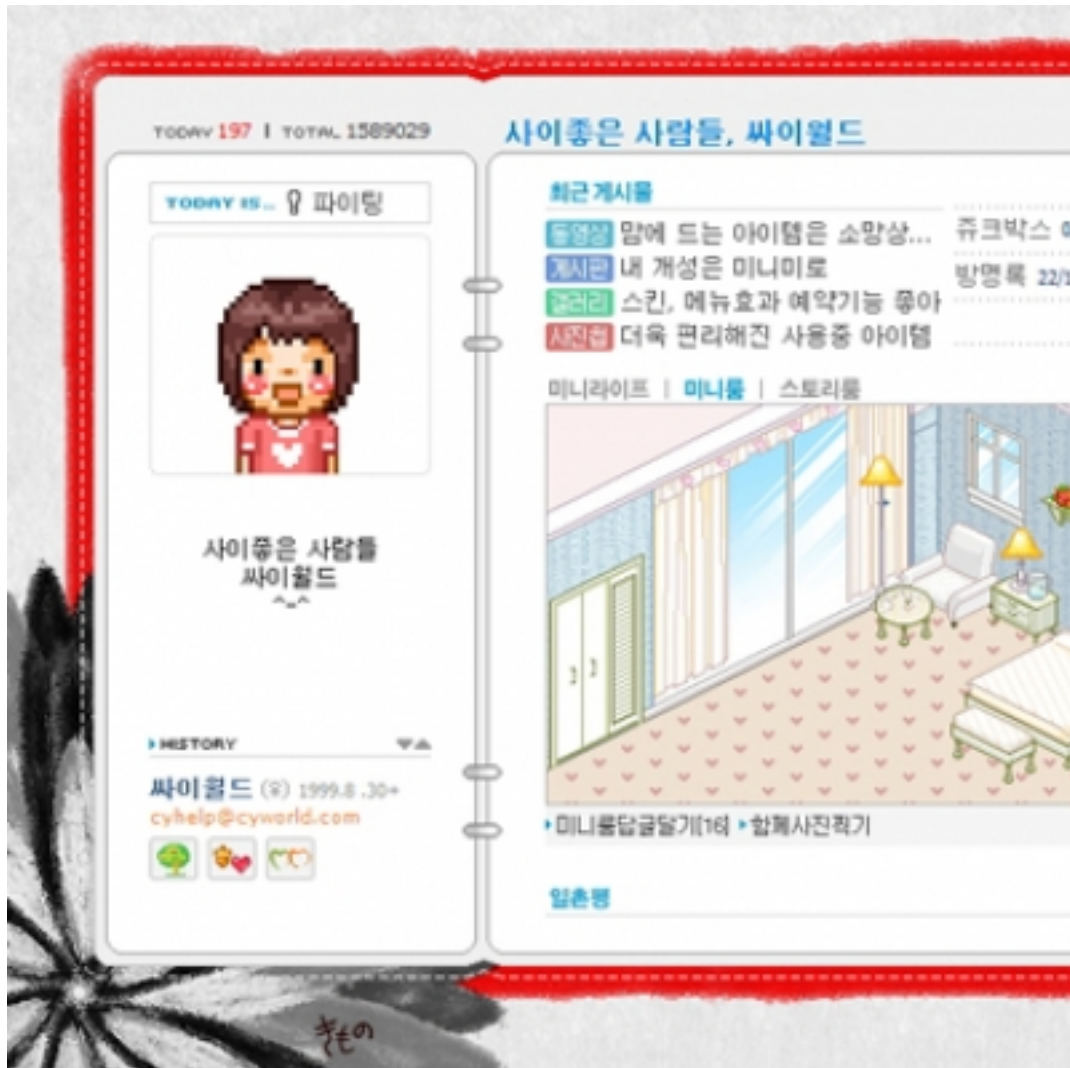 TODAY 197 | TOTAL 1589029
사이좋은 사람들, 싸이월드
TODAY IS.. 파이팅
사이좋은 사람들
싸이월드
^_^
HISTORY
싸이월드 (우) 1999.8 .30+
cyhelp@cyworld.com
최근 게시물
동영상 맘에 드는 아이템은 소망상...
게시판 내 개성은 미니미로
갤러리 스킨, 메뉴효과 예약기능 좋아
사진첩 더욱 편리해진 사용중 아이템
쥬크박스
방명록 22/1
미니라이프 | 미니룸 | 스토리룸
미니룸답글달기[16] 함께사진찍기
일촌평
きもの